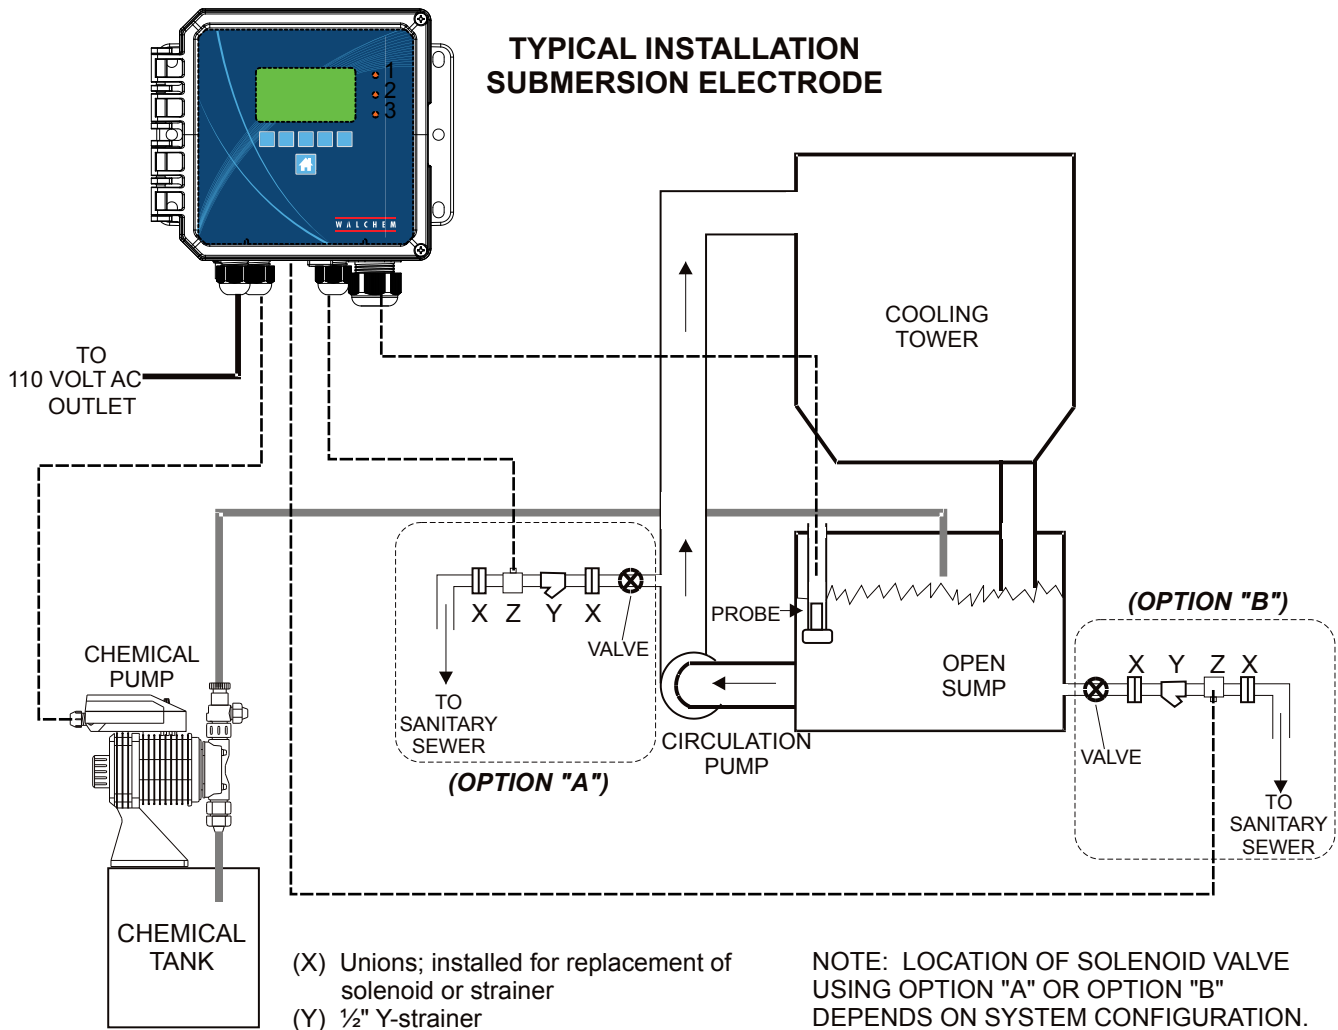 TYPICAL INSTALLATION
SUBMERSION ELECTRODE
1
2
3
WALCHEM
TO
110 VOLT AC
OUTLET
COOLING
TOWER
PROBE
OPEN
SUMP
X Z Y X
VALVE
TO
SANITARY
SEWER
(OPTION "A")
CIRCULATION
PUMP
(OPTION "B")
X Y Z X
VALVE
TO
SANITARY
SEWER
CHEMICAL
PUMP
CHEMICAL
TANK
(X) Unions; installed for replacement of
solenoid or strainer
(Y) ½" Y-strainer
NOTE: LOCATION OF SOLENOID VALVE
USING OPTION "A" OR OPTION "B"
DEPENDS ON SYSTEM CONFIGURATION.